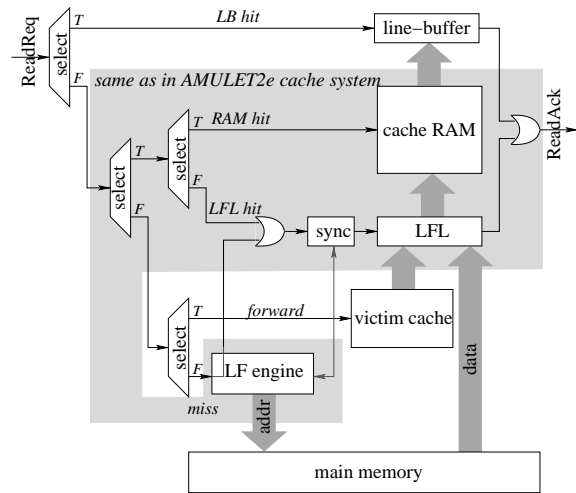 ReadReq
select
T
LB hit
line−buffer
F
same as in AMULET2e cache system
ReadAck
select
T
select
T
RAM hit
cache RAM
F
LFL hit
F
sync
LFL
select
T
forward
victim cache
F
miss
LF engine
addr
data
main memory